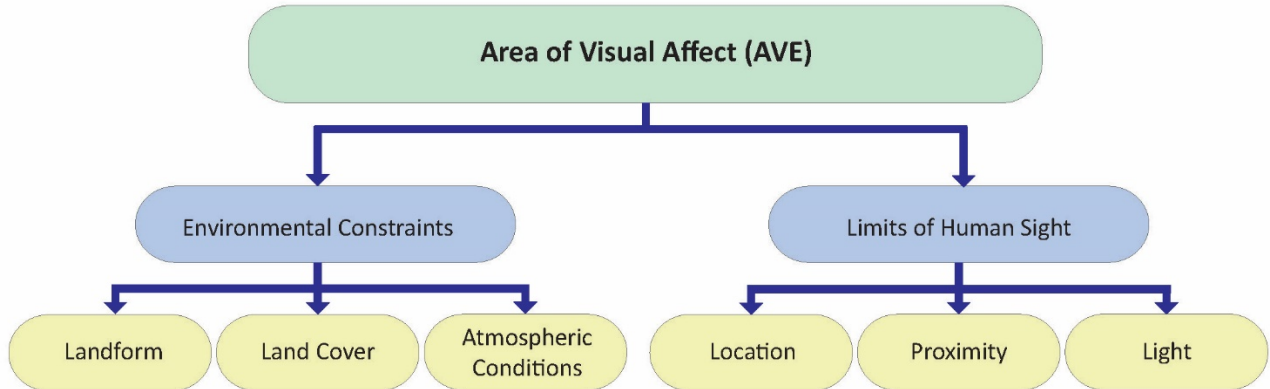 Area of Visual Affect (AVE)
Environmental Constraints
Limits of Human Sight
Landform
Land Cover
Atmospheric
Conditions
Location
Proximity
Light